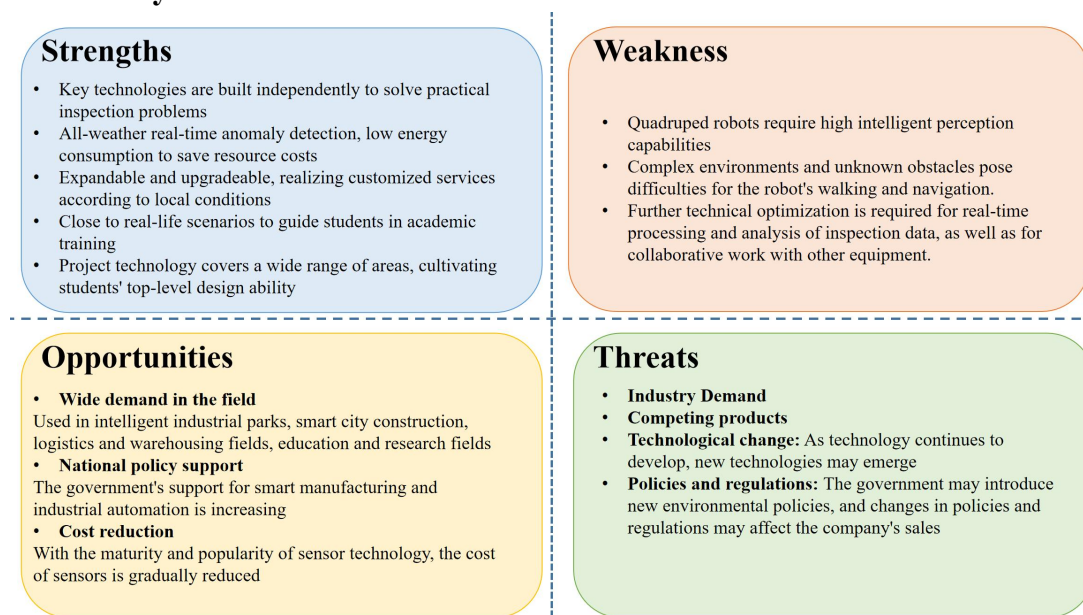 Strengths
• Key technologies are built independently to solve practical
inspection problems
• All-weather real-time anomaly detection, low energy
consumption to save resource costs
• Expandable and upgradeable, realizing customized services
according to local conditions
• Close to real-life scenarios to guide students in academic
training
• Project technology covers a wide range of areas, cultivating
students' top-level design ability
Weakness
• Quadruped robots require high intelligent perception
capabilities
• Complex environments and unknown obstacles pose
difficulties for the robot's walking and navigation.
• Further technical optimization is required for real-time
processing and analysis of inspection data, as well as for
collaborative work with other equipment.
Opportunities
• Wide demand in the field
Used in intelligent industrial parks, smart city construction,
logistics and warehousing fields, education and research fields
• National policy support
The government's support for smart manufacturing and
industrial automation is increasing
• Cost reduction
With the maturity and popularity of sensor technology, the cost
of sensors is gradually reduced
Threats
• Industry Demand
• Competing products
• Technological change: As technology continues to
develop, new technologies may emerge
• Policies and regulations: The government may introduce
new environmental policies, and changes in policies and
regulations may affect the company's sales